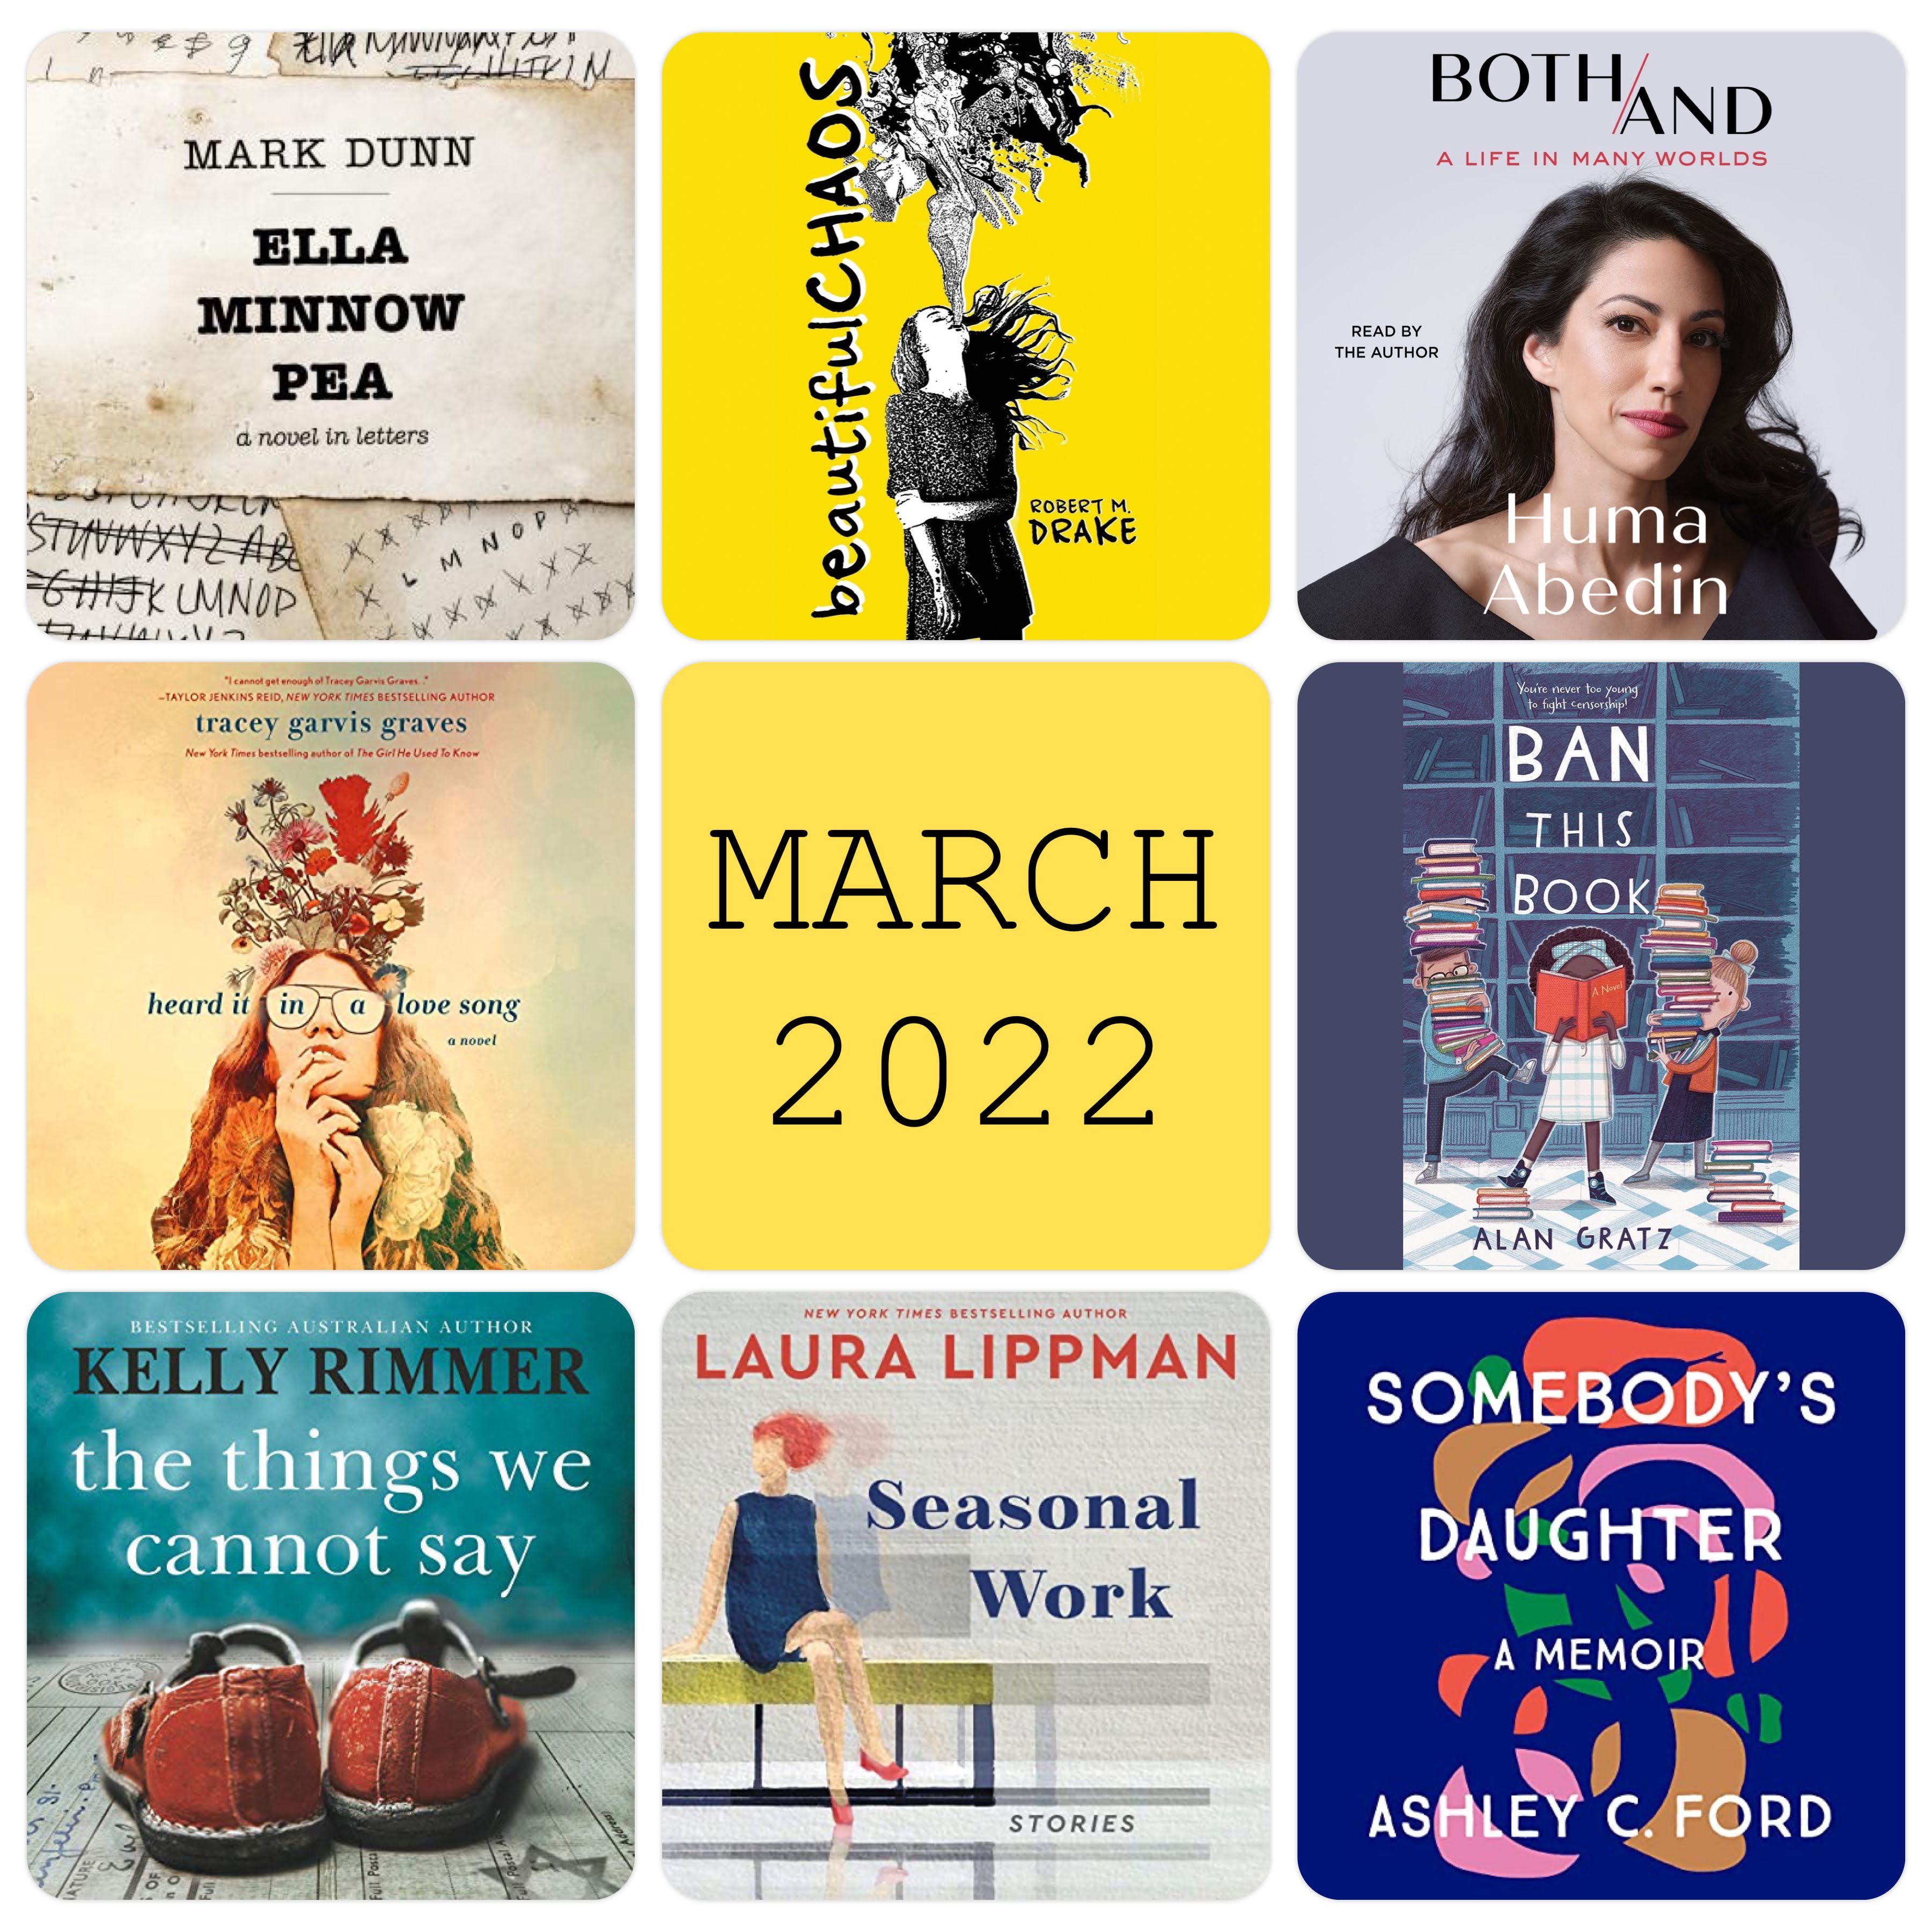 MARK DUNN
ELLA
MINNOW
PEA
a novel in letters
STUVWXYZ AB
GHIJKLMNOP
L M N O P
beautifulCHAOS
ROBERT M.
DRAKE
BOTH/AND
A LIFE IN MANY WORLDS
READ BY
THE AUTHOR
Huma
Abedin
"I cannot get enough of Tracey Garvis Graves. ."
–TAYLOR JENKINS REID, NEW YORK TIMES BESTSELLING AUTHOR
tracey garvis graves
New York Times bestselling author of The Girl He Used To Know
heard it in a love song
a novel
MARCH
2022
You're never too young
to fight censorship!
BAN
THIS
BOOK
A Novel
ALAN GRATZ
BESTSELLING AUSTRALIAN AUTHOR
KELLY RIMMER
the things we
cannot say
NEW YORK TIMES BESTSELLING AUTHOR
LAURA LIPPMAN
Seasonal
Work
STORIES
SOMEBODY'S
DAUGHTER
A MEMOIR
ASHLEY C. FORD